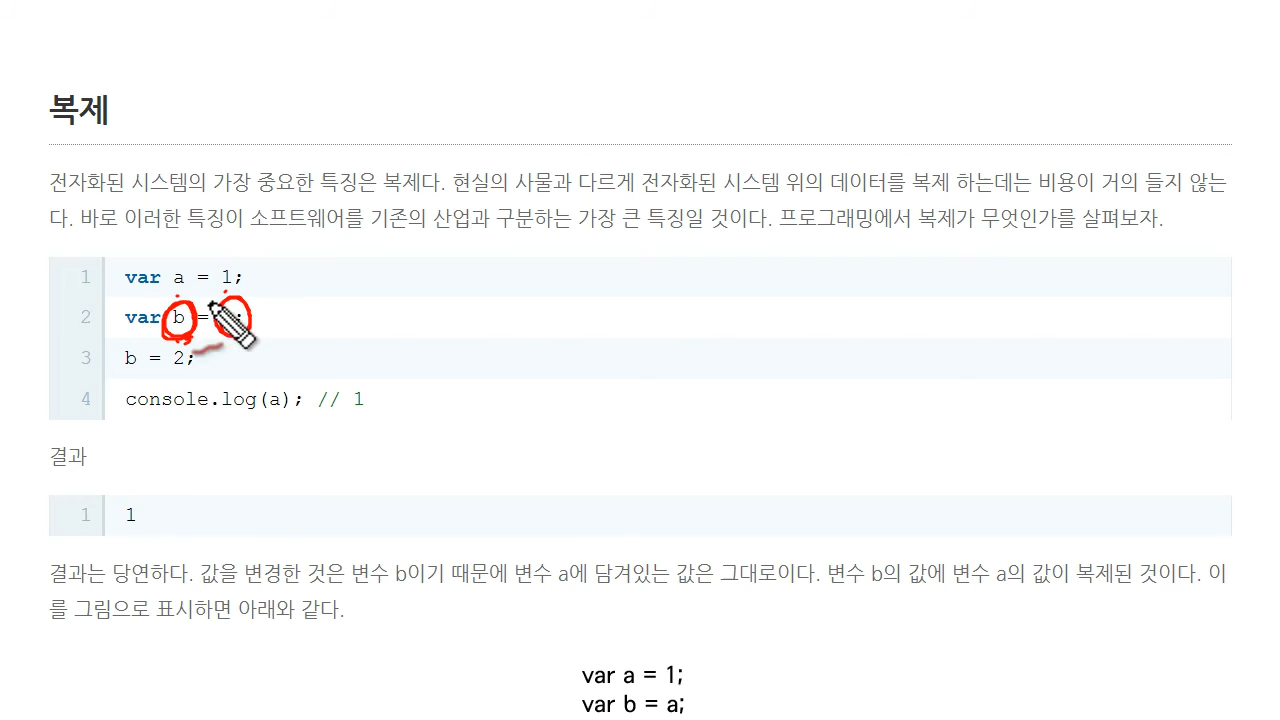 복제
전자화된 시스템의 가장 중요한 특징은 복제다. 현실의 사물과 다르게 전자화된 시스템 위의 데이터를 복제 하는데는 비용이 거의 들지 않는
다. 바로 이러한 특징이 소프트웨어를 기존의 산업과 구분하는 가장 큰 특징일 것이다. 프로그래밍에서 복제가 무엇인가를 살펴보자.
1 var a = 1;
2 var b = ;
3 b = 2;
4 console.log(a); // 1
결과
1 1
결과는 당연하다. 값을 변경한 것은 변수 b이기 때문에 변수 a에 담겨있는 값은 그대로이다. 변수 b의 값에 변수 a의 값이 복제된 것이다. 이
를 그림으로 표시하면 아래와 같다.
var a = 1;
var b = a;